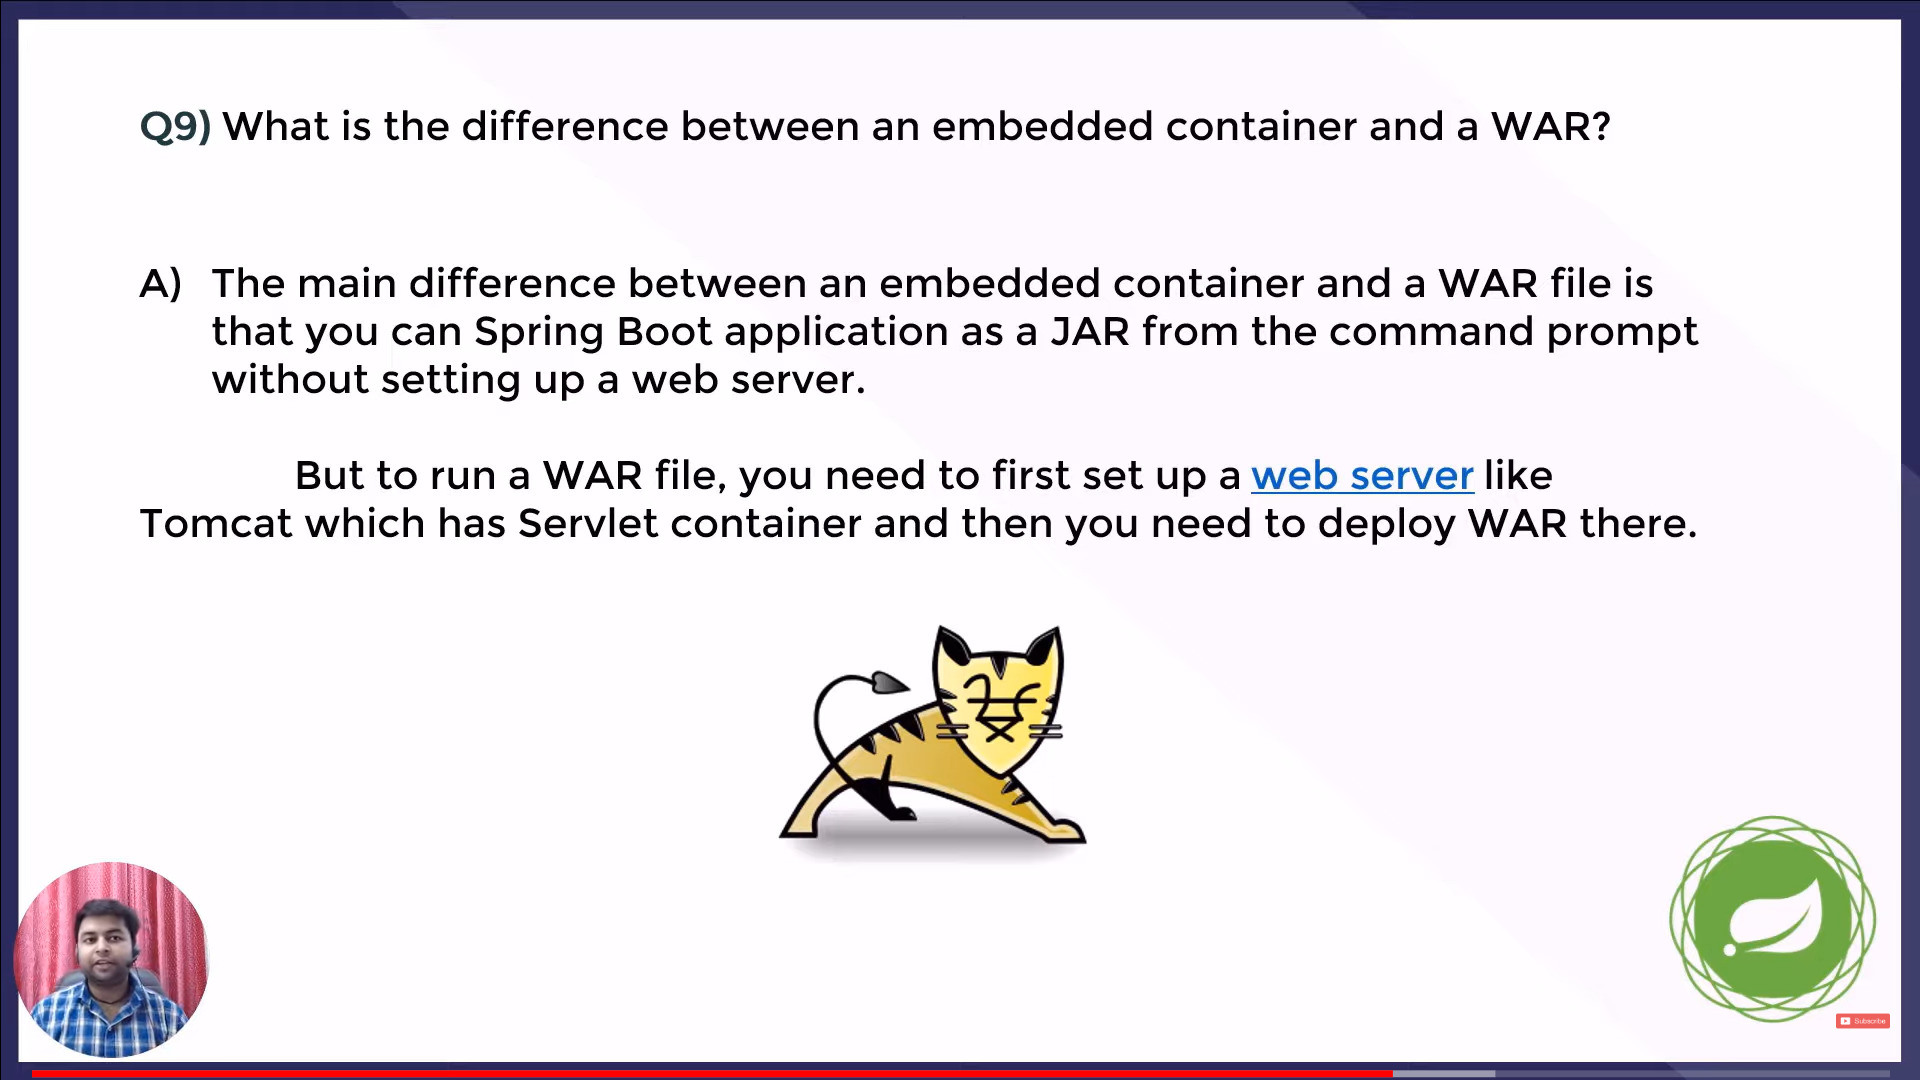 Q9) What is the difference between an embedded container and a WAR?
A) The main difference between an embedded container and a WAR file is
that you can Spring Boot application as a JAR from the command prompt
without setting up a web server.
But to run a WAR file, you need to first set up a web server like
Tomcat which has Servlet container and then you need to deploy WAR there.
Subscribe